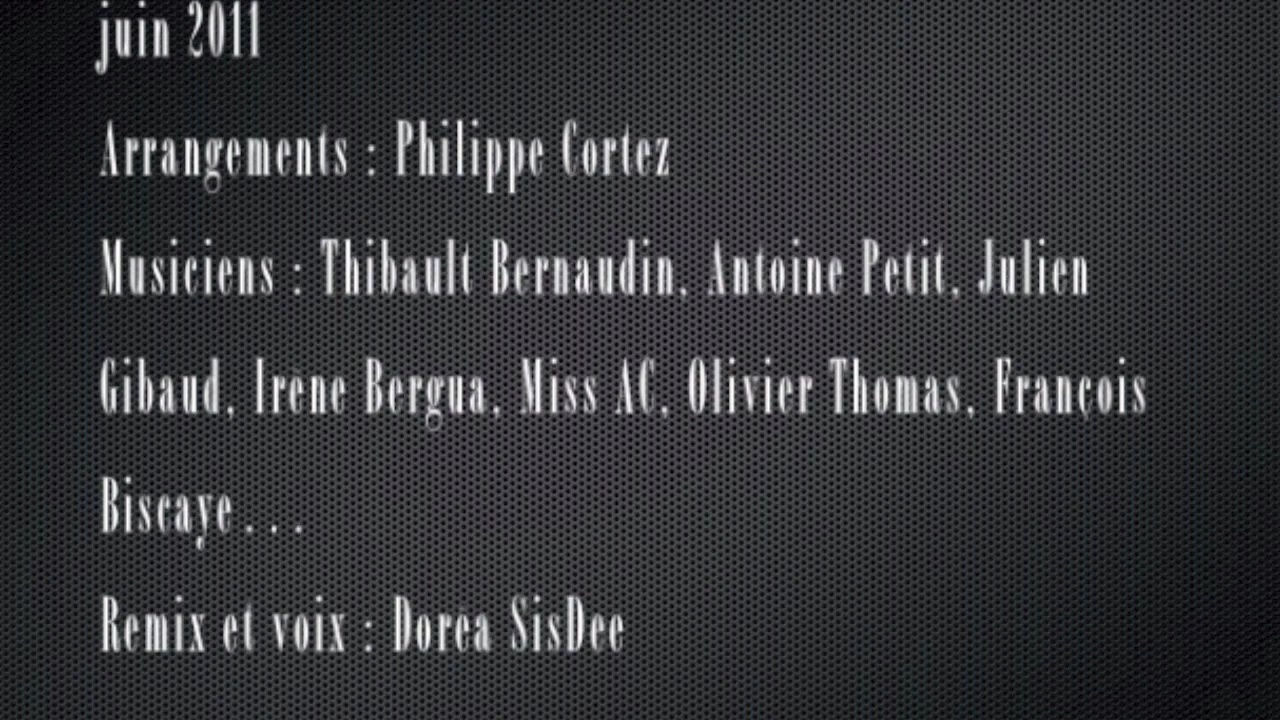 juin 2011
Arrangements : Philippe Cortez
Musiciens : Thibault Bernaudin, Antoine Petit, Julien
Gibaud, Irene Bergua, Miss AC, Olivier Thomas, François
Biscaye . . .
Remix et voix : Dorea SisDee